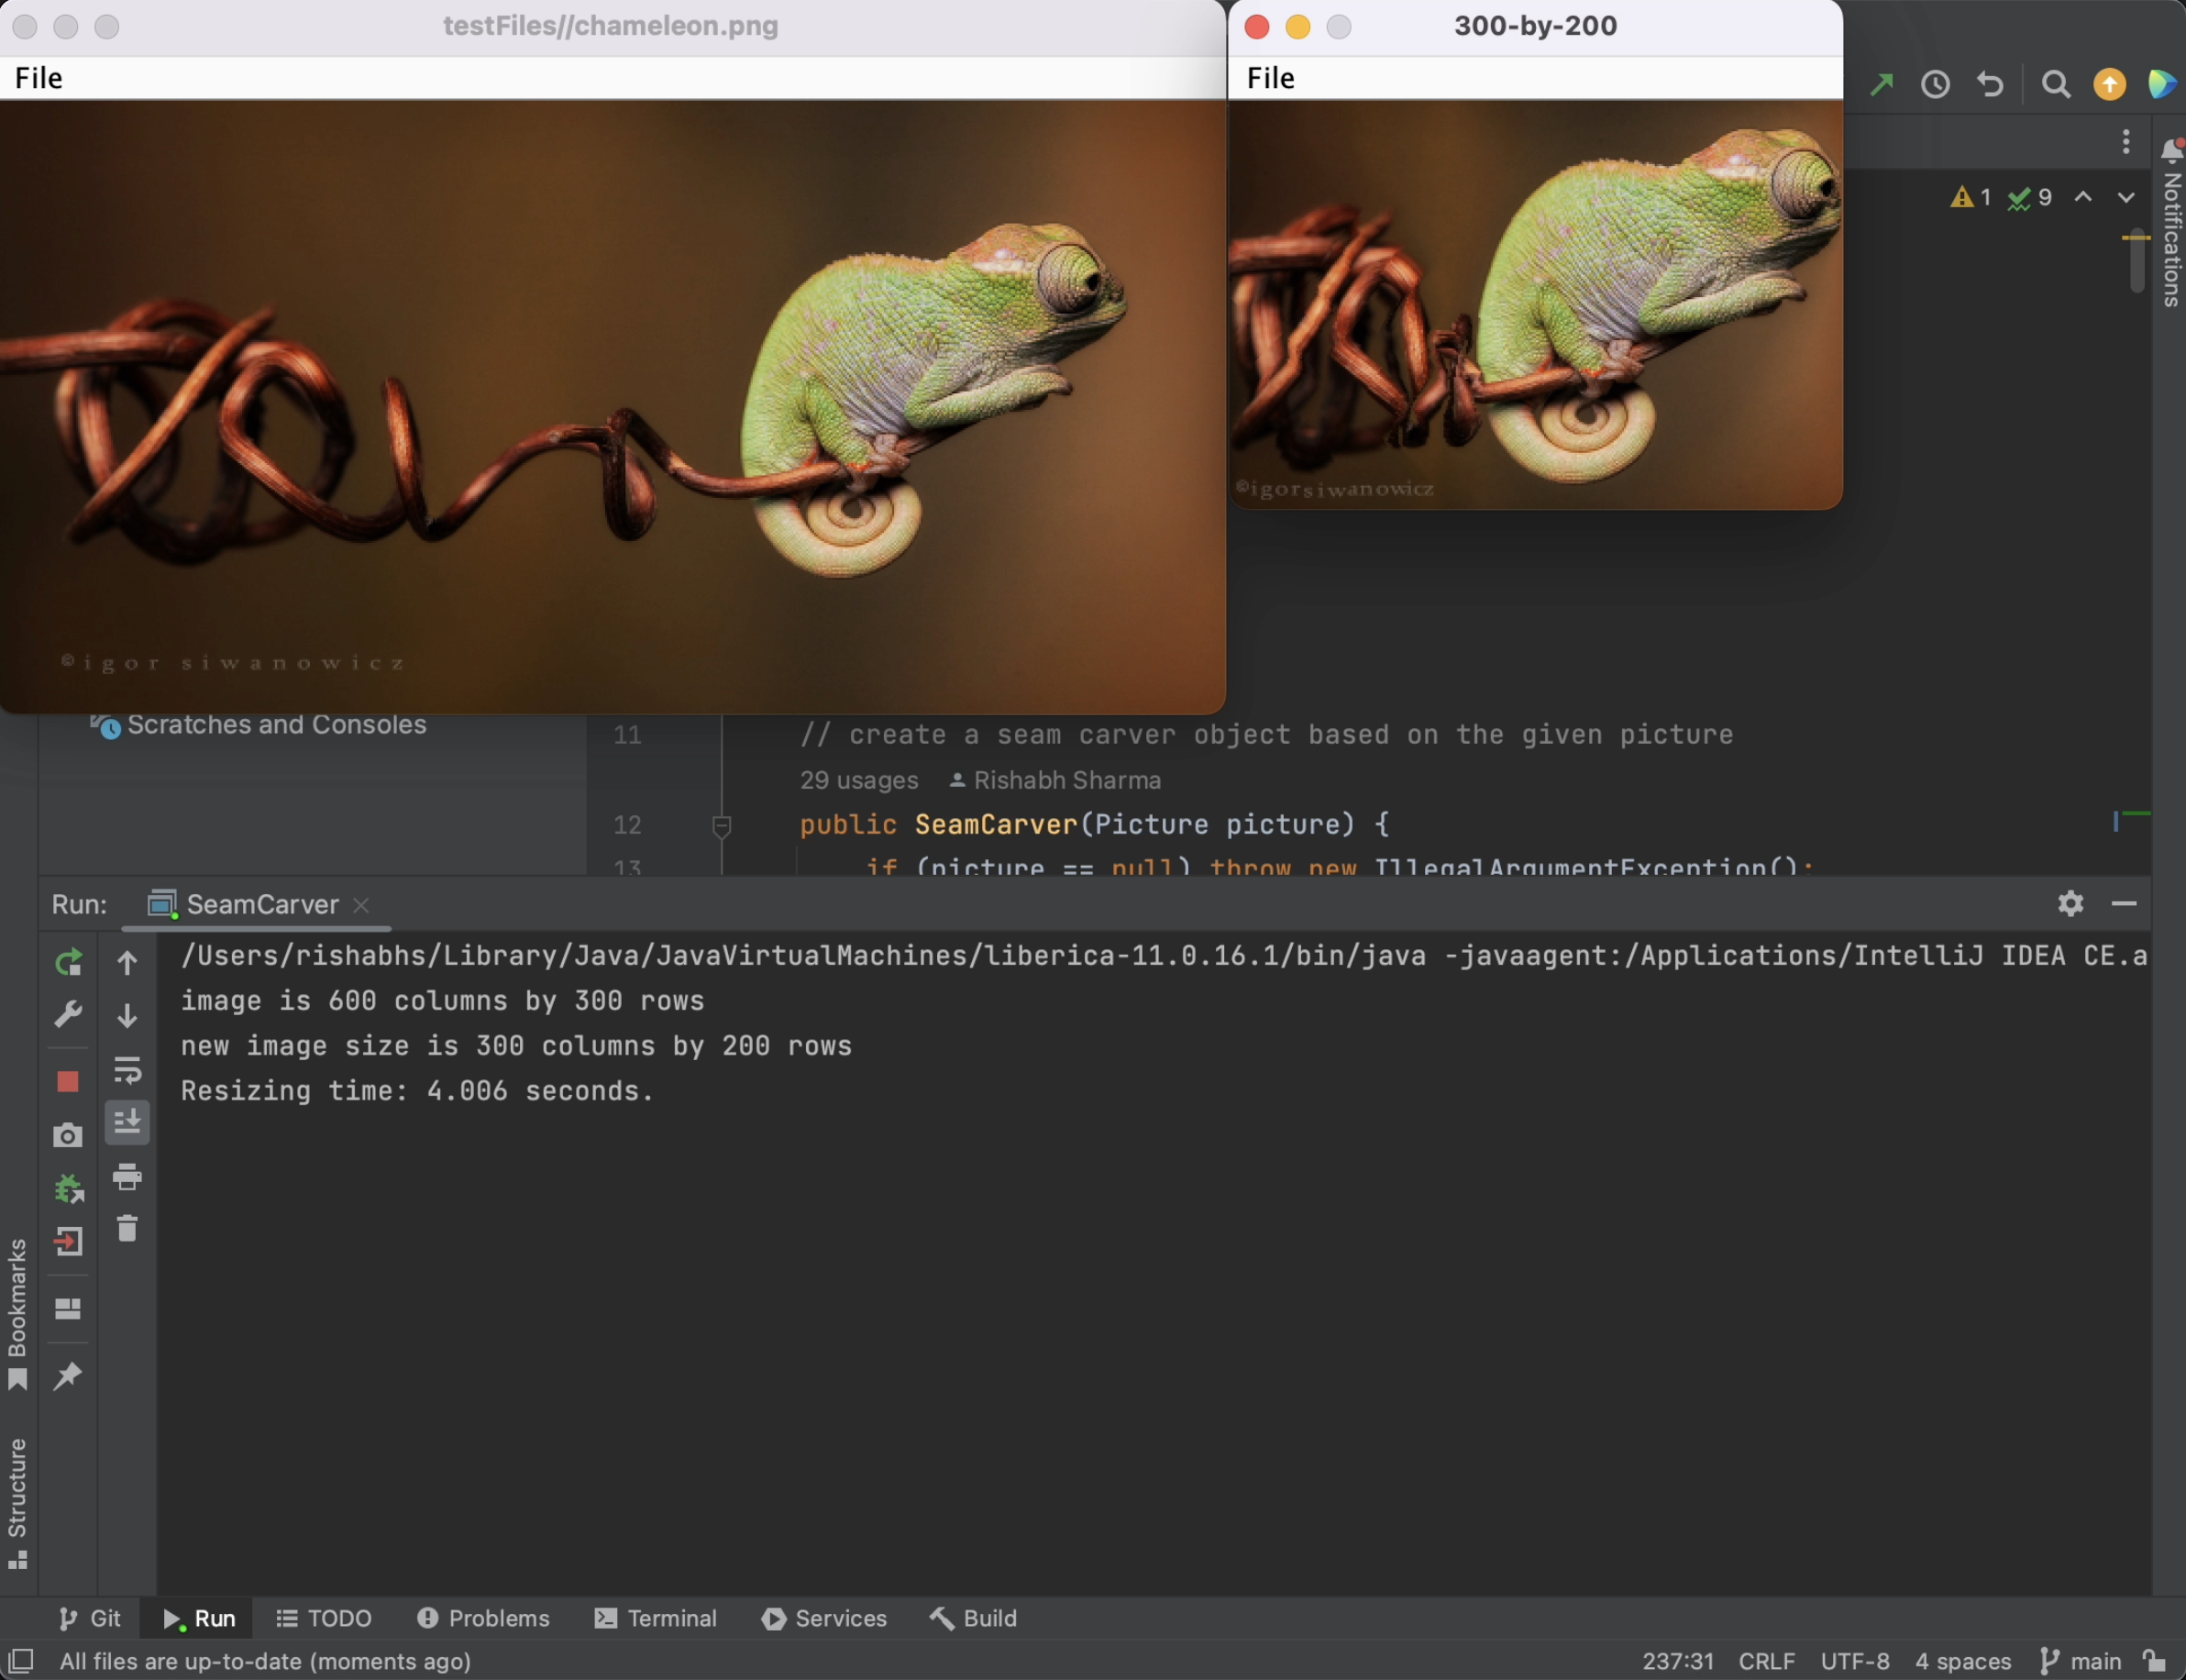 testFiles//chameleon.png
File
©igor siwanowicz
300-by-200
File
©igorsiwanowicz
1
9
Notifications
Scratches and Consoles
11
// create a seam carver object based on the given picture
29 usages Rishabh Sharma
12
public SeamCarver(Picture picture) {
13
if (picture == null) throw new IllegalArgumentException();
Run: SeamCarver
/Users/rishabhs/Library/Java/JavaVirtualMachines/liberica-11.0.16.1/bin/java -javaagent:/Applications/IntelliJ IDEA CE.a
image is 600 columns by 300 rows
new image size is 300 columns by 200 rows
Resizing time: 4.006 seconds.
Bookmarks
Structure
Git Run TODO Problems Terminal Services Build
All files are up-to-date (moments ago) 237:31 CRLF UTF-8 4 spaces main